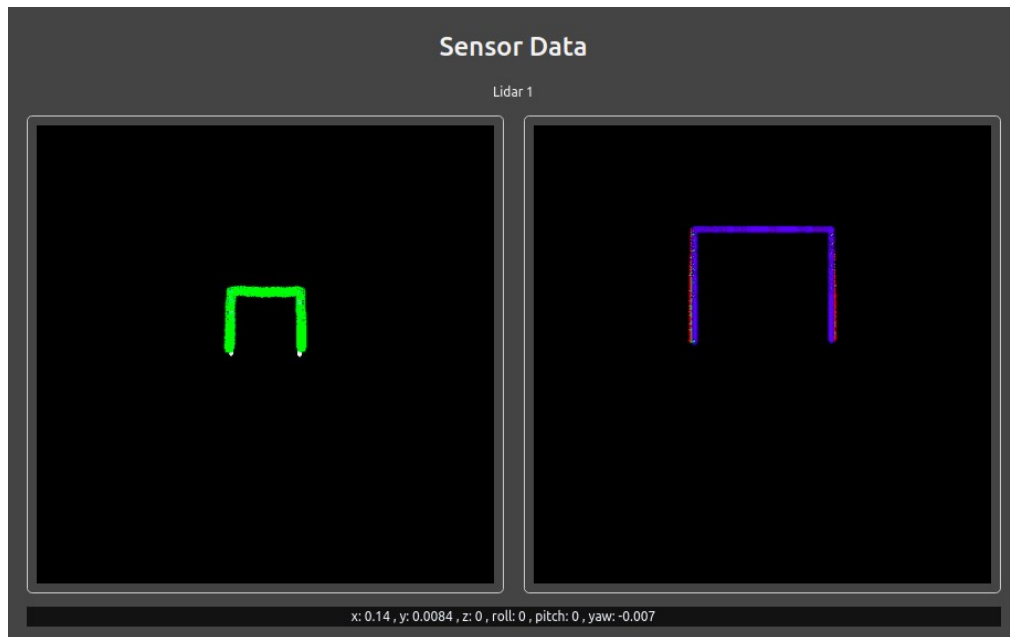 Sensor Data
Lidar 1
x: 0.14 , y: 0.0084 , z: 0 , roll: 0 , pitch: 0 , yaw: -0.007